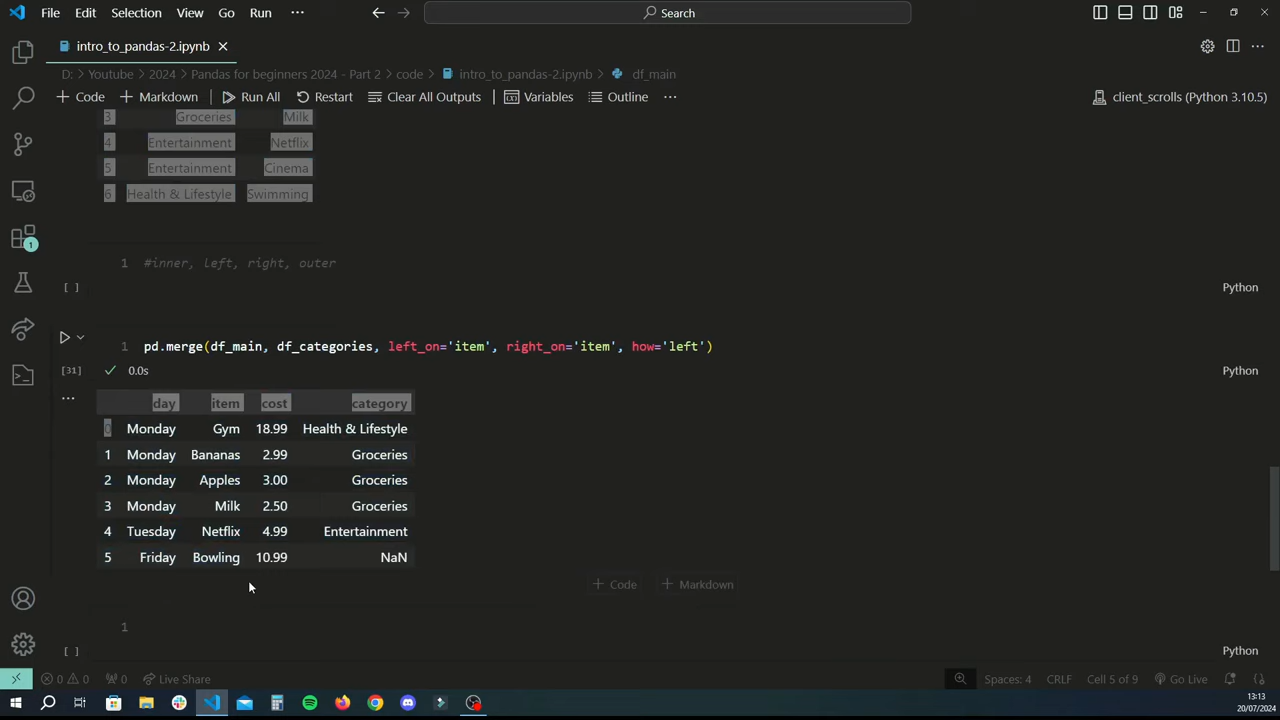 File Edit Selection View Go Run ··· Search
intro_to_pandas-2.ipynb
D: > Youtube > 2024 > Pandas for beginners 2024 - Part 2 > code > intro_to_pandas-2.ipynb > df_main
+ Code + Markdown Run All Restart Clear All Outputs Variables Outline ··· client_scrolls (Python 3.10.5)
3 Groceries Milk
4 Entertainment Netflix
5 Entertainment Cinema
6 Health & Lifestyle Swimming
1 #inner, left, right, outer
[ ] Python
1 pd.merge(df_main, df_categories, left_on='item', right_on='item', how='left')
[31] 0.0s Python
day item cost category
0 Monday Gym 18.99 Health & Lifestyle
1 Monday Bananas 2.99 Groceries
2 Monday Apples 3.00 Groceries
3 Monday Milk 2.50 Groceries
4 Tuesday Netflix 4.99 Entertainment
5 Friday Bowling 10.99 NaN
+ Code + Markdown
1
[ ] Python
0 0 0 Live Share Spaces: 4 CRLF Cell 5 of 9 Go Live
13:13
20/07/2024
1